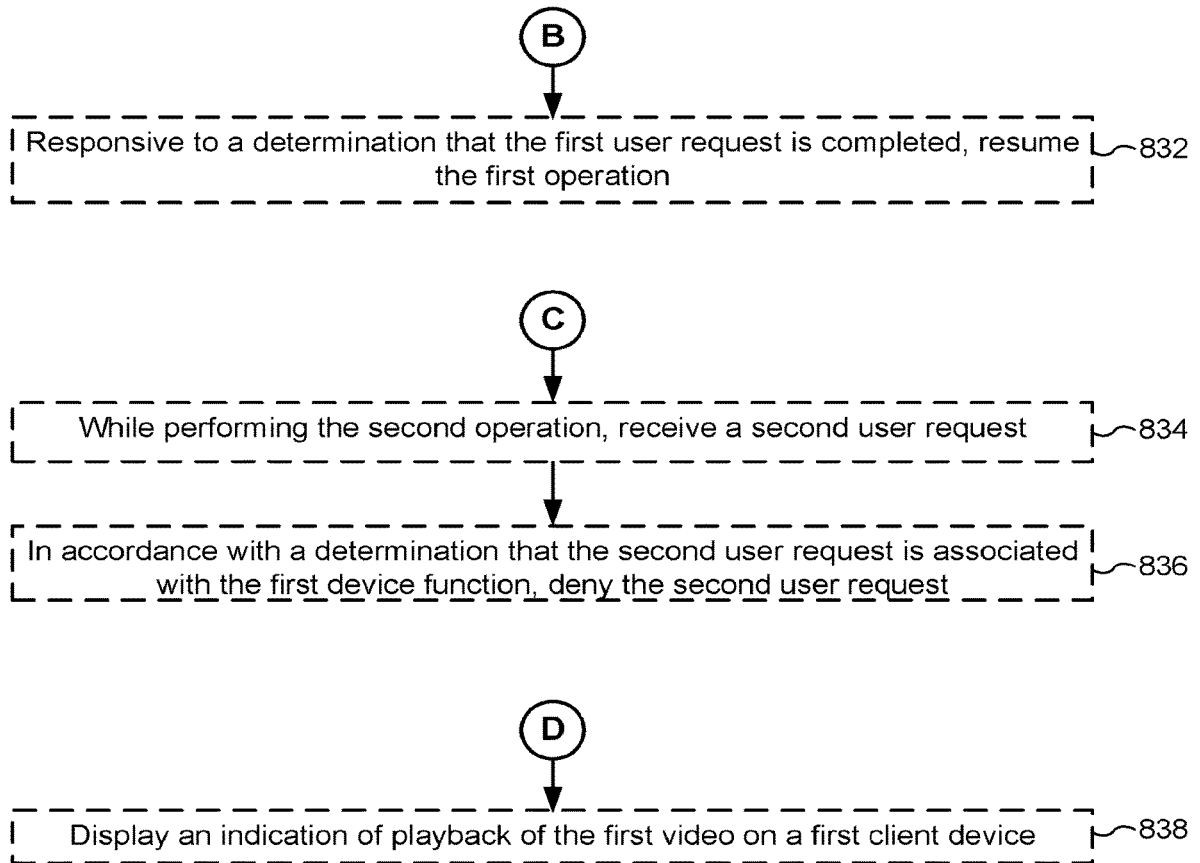 B
Responsive to a determination that the first user request is completed, resume
the first operation
832
C
While performing the second operation, receive a second user request
834
In accordance with a determination that the second user request is associated
with the first device function, deny the second user request
836
D
Display an indication of playback of the first video on a first client device
838